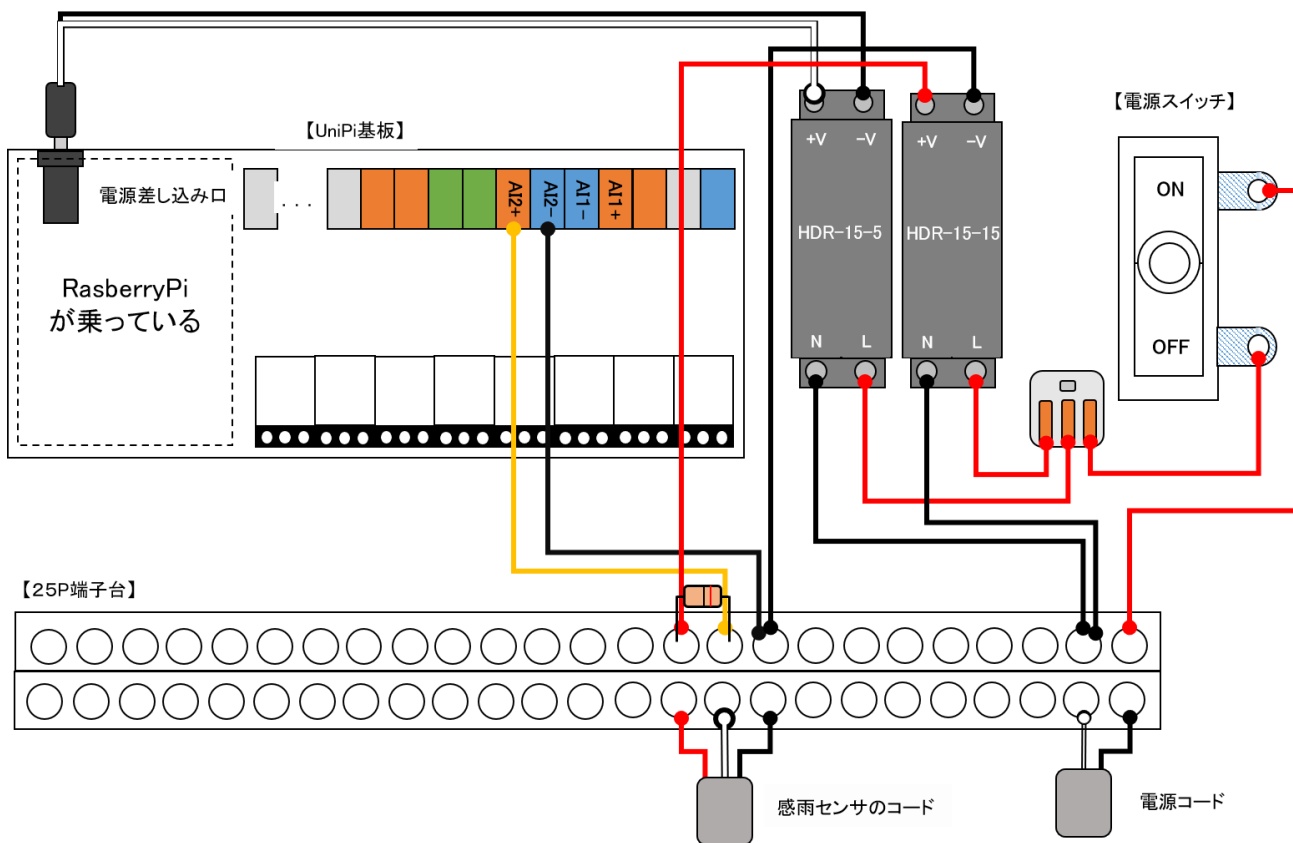 【UniPi基板】
【電源スイッチ】
電源差し込み口
...
AI2+
AI2-
AI1-
AI1+
+V
-V
+V
-V
ON
HDR-15-5
HDR-15-15
RasberryPi
が乗っている
N
L
N
L
OFF
【25P端子台】
感雨センサのコード
電源コード